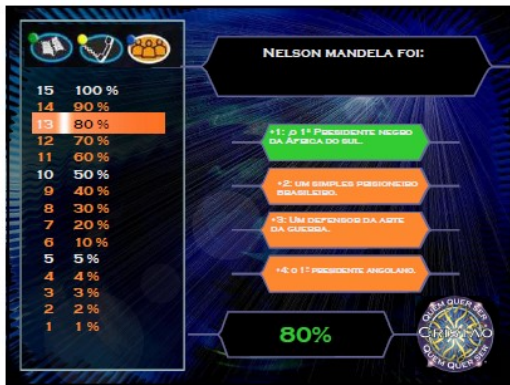 NELSON MANDELA FOI:
15 100 %
14 90 %
13 80 %
12 70 %
11 60 %
10 50 %
9 40 %
8 30 %
7 20 %
6 10 %
5 5 %
4 4 %
3 3 %
2 2 %
1 1 %
•1: ,O 1º PRESIDENTE NEGRO
DA AFRICA DO SUL.
•2: UM SIMPLES PRISIONEIRO
BRASILEIRO.
•3: UM DEFENSOR DA ARTE
DA GUERRA.
•4: O 1º PRESIDENTE ANGOLANO.
80%
QUEM QUER SER
CRISTÃO
QUEM QUER SER